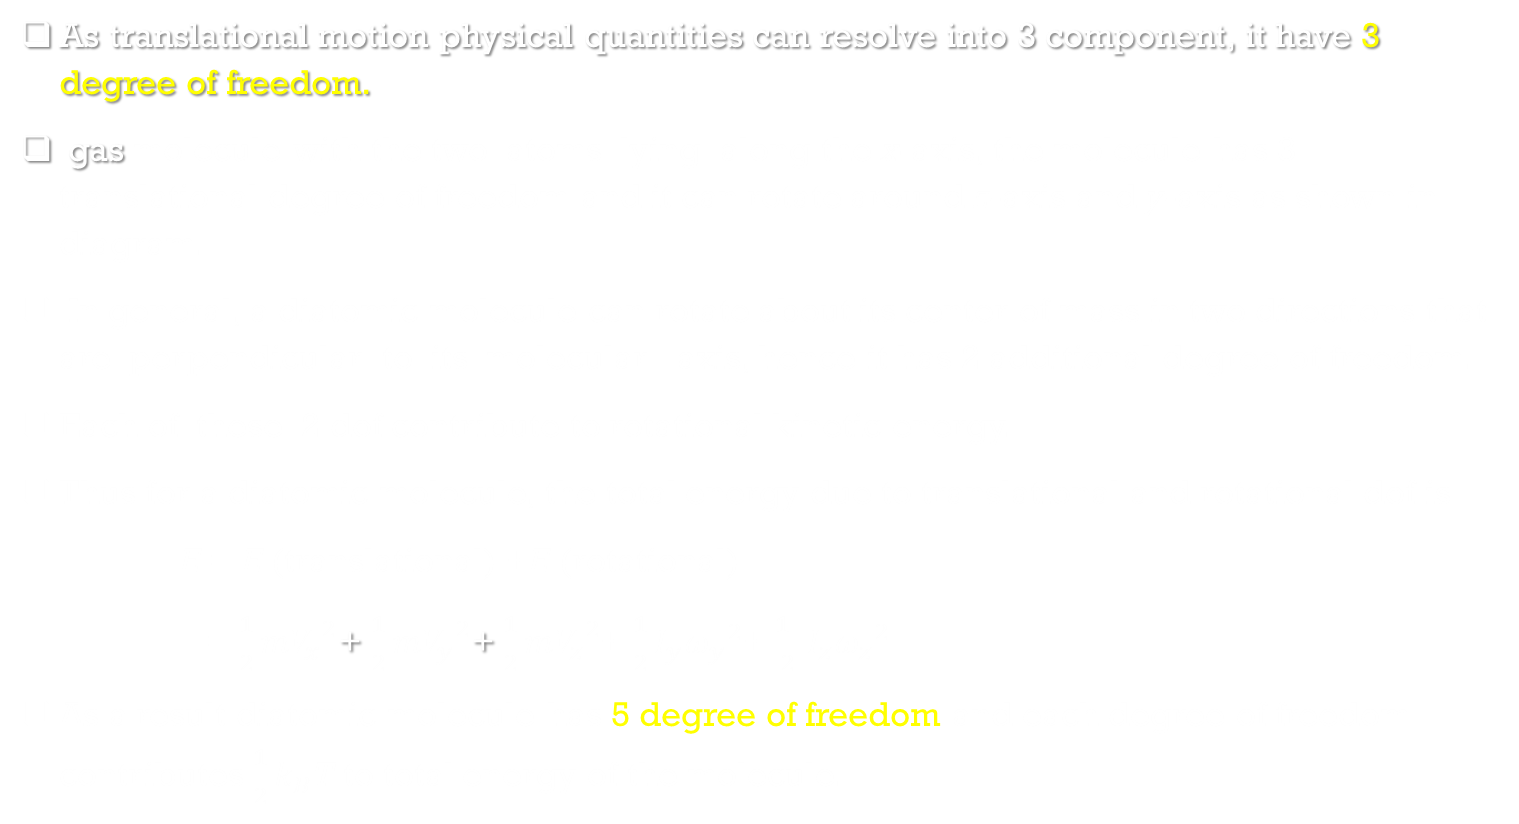 ❑ As translational motion physical quantities can resolve into 3 component, it have 3
degree of freedom.
❑ gas
+ +
5 degree of freedom